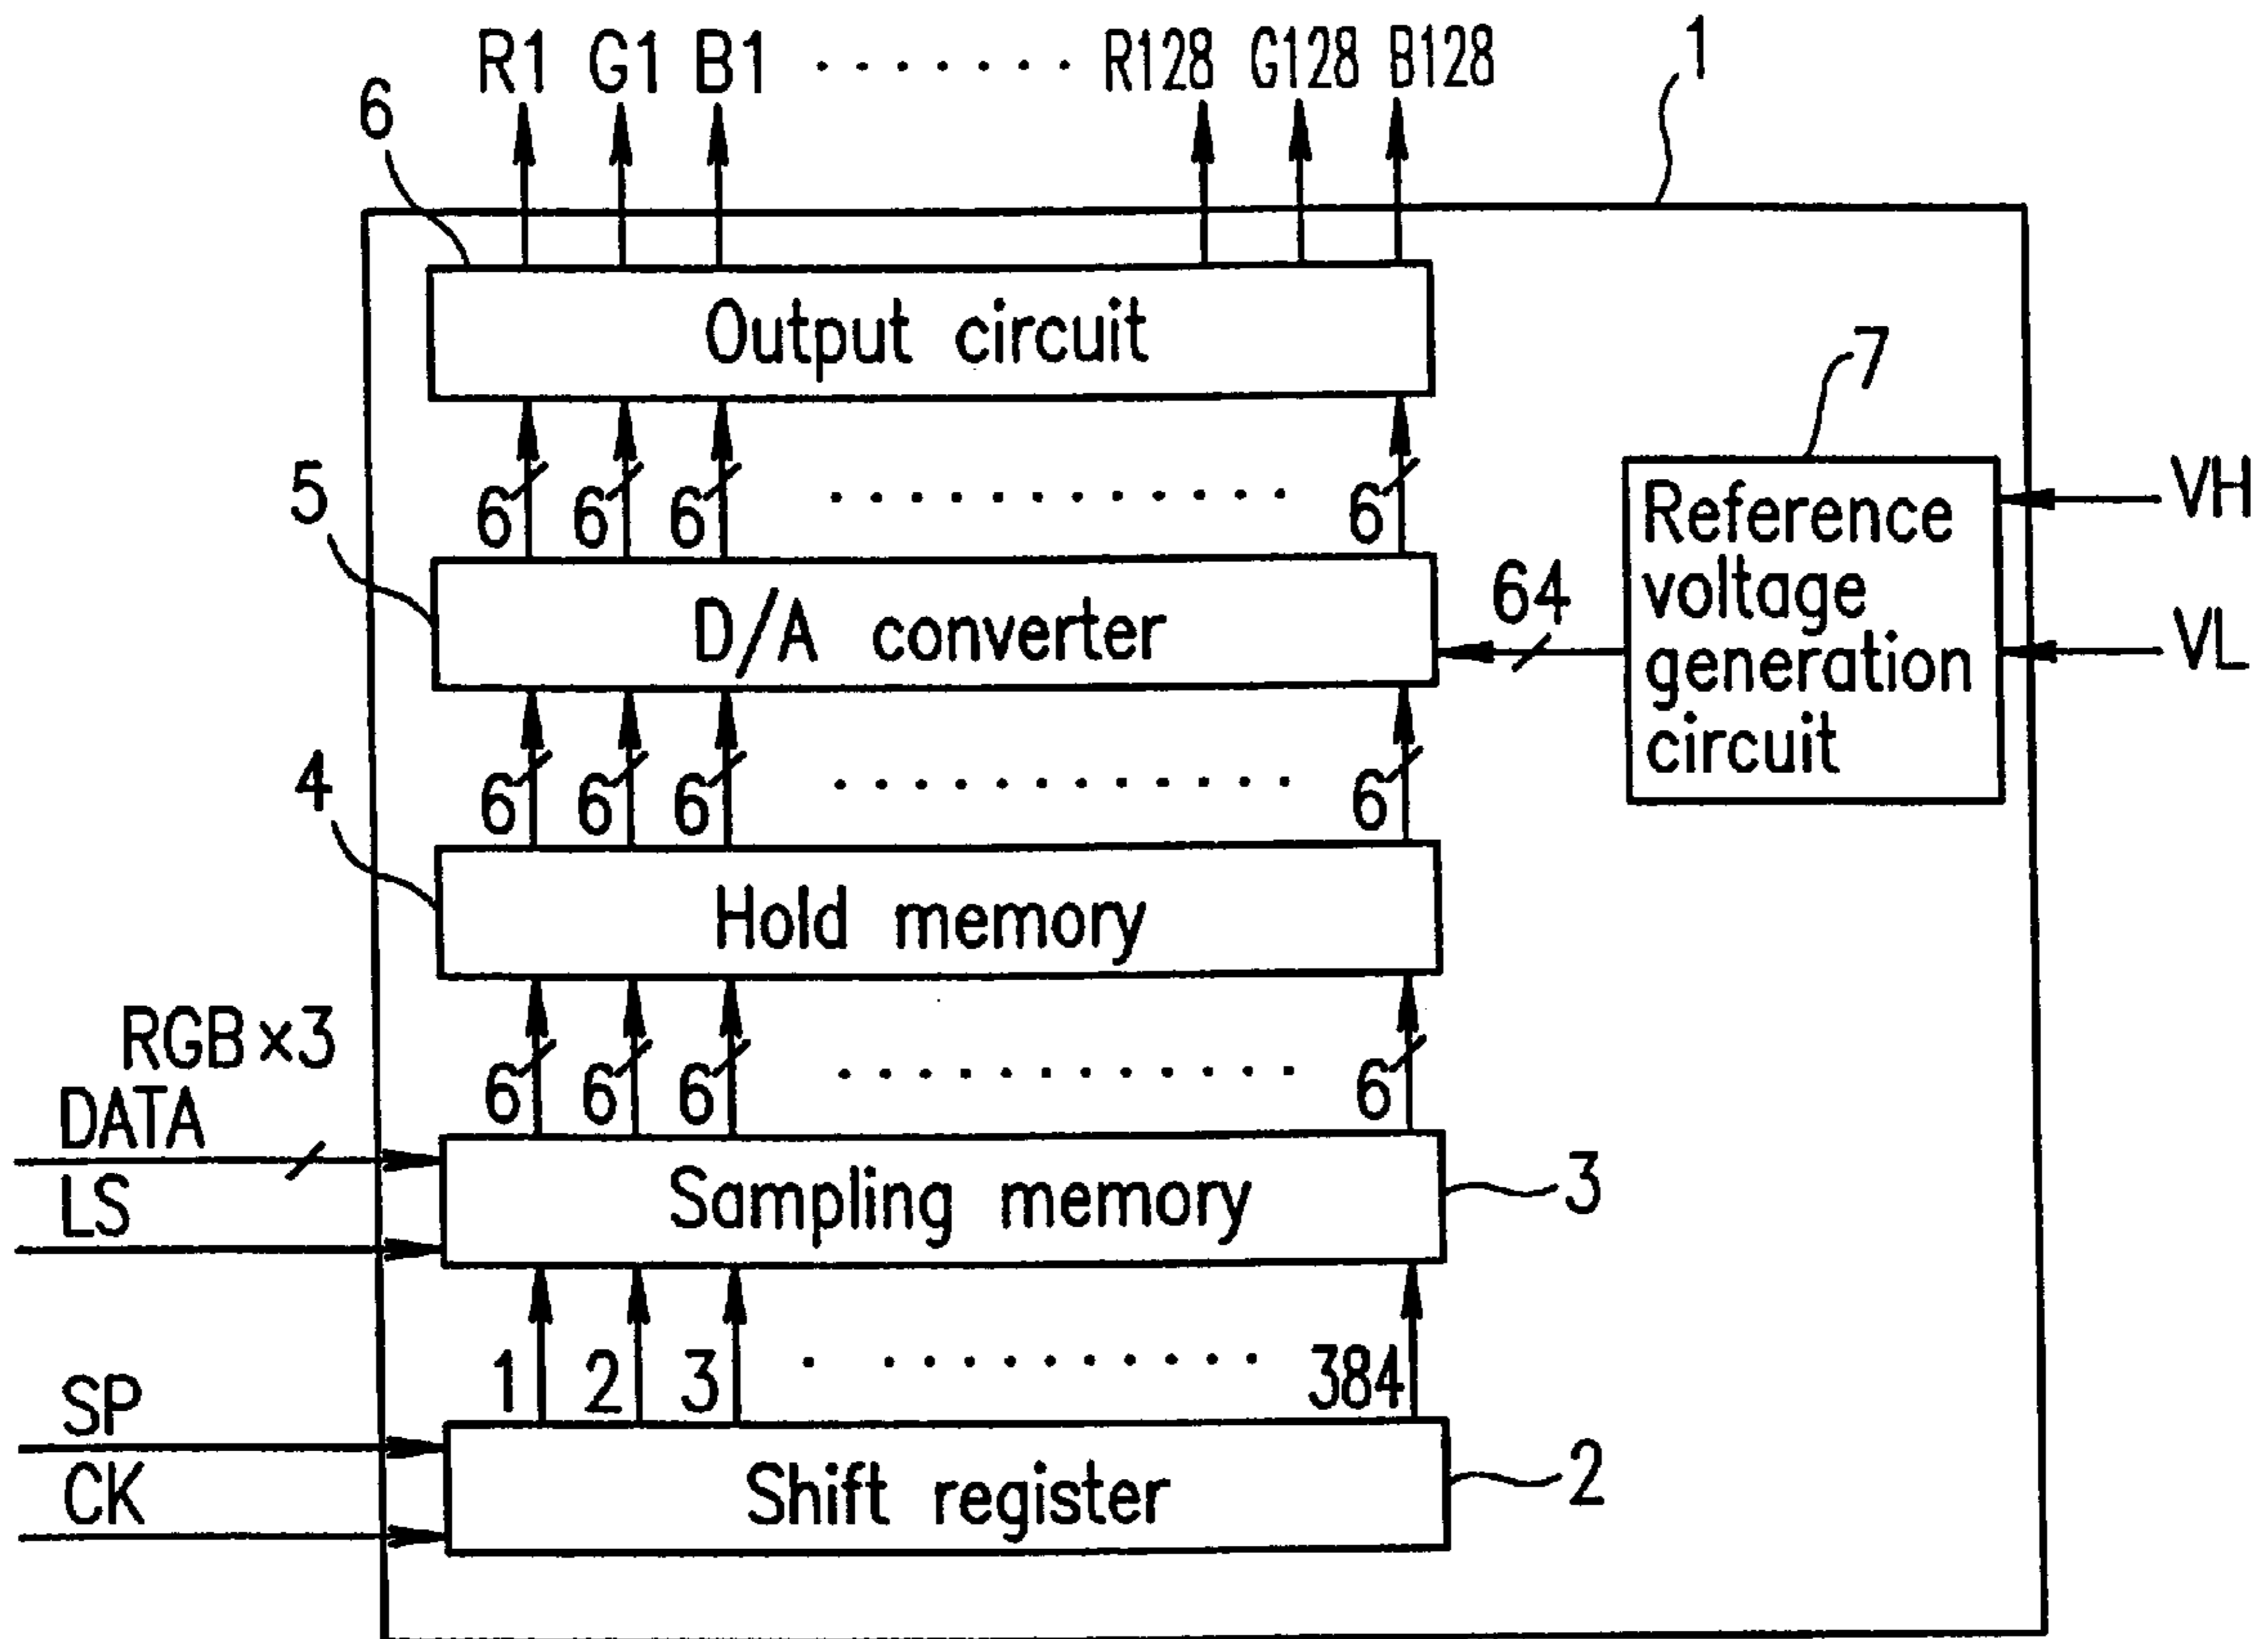 R1 G1 B1 ....... R128 G128 B128
1
6
Output circuit
7
5
6 6 6 ............ 6
Reference
voltage
generation
circuit
VH
VL
64
D/A converter
4
6 6 6 ............ 6
Hold memory
RGB×3
DATA
LS
6 6 6 ............ 6
Sampling memory
3
1 2 3 . .......... 384
SP
CK
Shift register
2